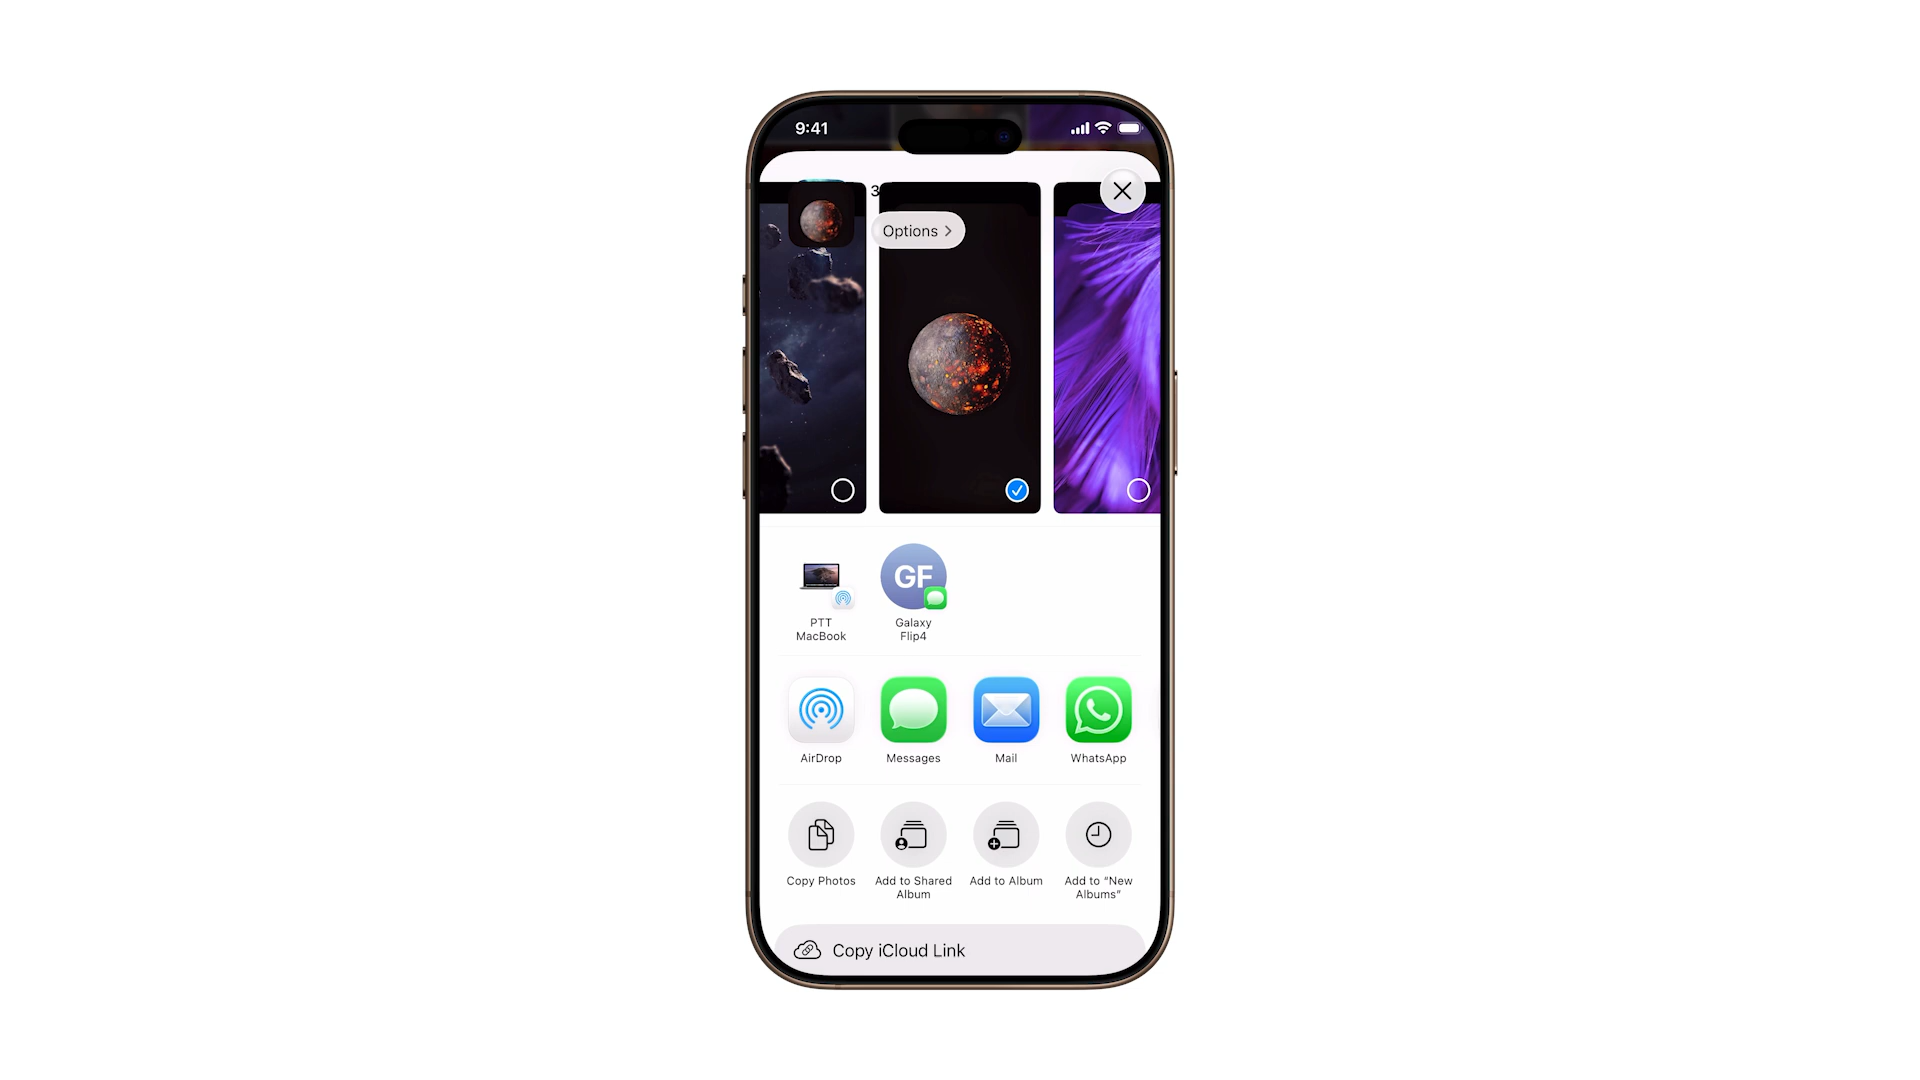 9:41
3
Options
GF
PTT
MacBook
Galaxy
Flip4
AirDrop
Messages
Mail
WhatsApp
Copy Photos
Add to Shared
Album
Add to Album
Add to “New
Albums”
Copy iCloud Link